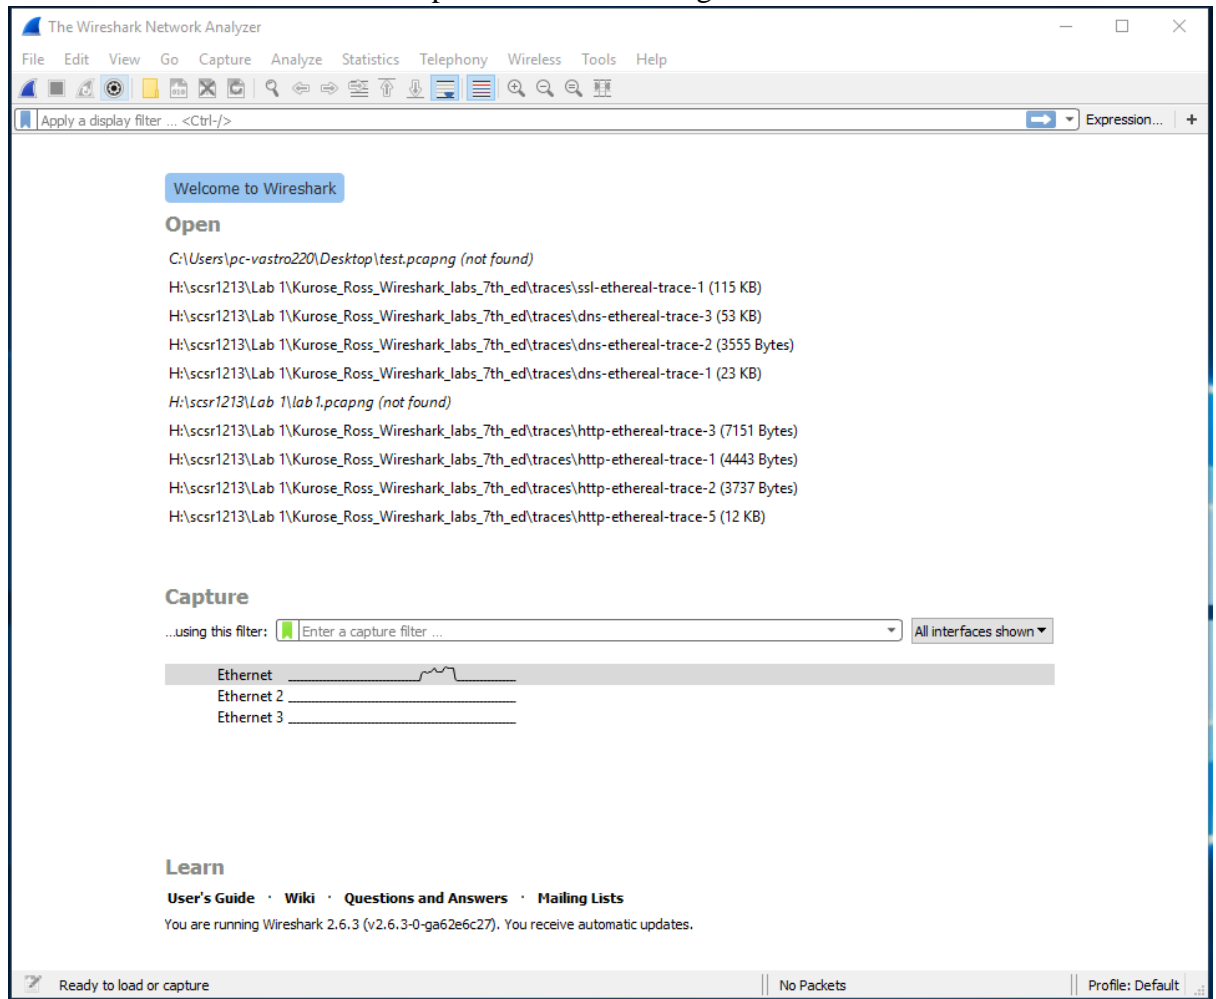 The Wireshark Network Analyzer
File Edit View Go Capture Analyze Statistics Telephony Wireless Tools Help
Apply a display filter ... <Ctrl-/> Expression... +
Welcome to Wireshark
Open
C:\Users\pc-vastro220\Desktop\test.pcapng (not found)
H:\scsr1213\Lab 1\Kurose_Ross_Wireshark_labs_7th_ed\traces\ssl-ethereal-trace-1 (115 KB)
H:\scsr1213\Lab 1\Kurose_Ross_Wireshark_labs_7th_ed\traces\dns-ethereal-trace-3 (53 KB)
H:\scsr1213\Lab 1\Kurose_Ross_Wireshark_labs_7th_ed\traces\dns-ethereal-trace-2 (3555 Bytes)
H:\scsr1213\Lab 1\Kurose_Ross_Wireshark_labs_7th_ed\traces\dns-ethereal-trace-1 (23 KB)
H:\scsr1213\Lab 1\lab1.pcapng (not found)
H:\scsr1213\Lab 1\Kurose_Ross_Wireshark_labs_7th_ed\traces\http-ethereal-trace-3 (7151 Bytes)
H:\scsr1213\Lab 1\Kurose_Ross_Wireshark_labs_7th_ed\traces\http-ethereal-trace-1 (4443 Bytes)
H:\scsr1213\Lab 1\Kurose_Ross_Wireshark_labs_7th_ed\traces\http-ethereal-trace-2 (3737 Bytes)
H:\scsr1213\Lab 1\Kurose_Ross_Wireshark_labs_7th_ed\traces\http-ethereal-trace-5 (12 KB)
Capture
...using this filter: Enter a capture filter ... All interfaces shown
Ethernet
Ethernet 2
Ethernet 3
Learn
User's Guide · Wiki · Questions and Answers · Mailing Lists
You are running Wireshark 2.6.3 (v2.6.3-0-ga62e6c27). You receive automatic updates.
Ready to load or capture No Packets Profile: Default